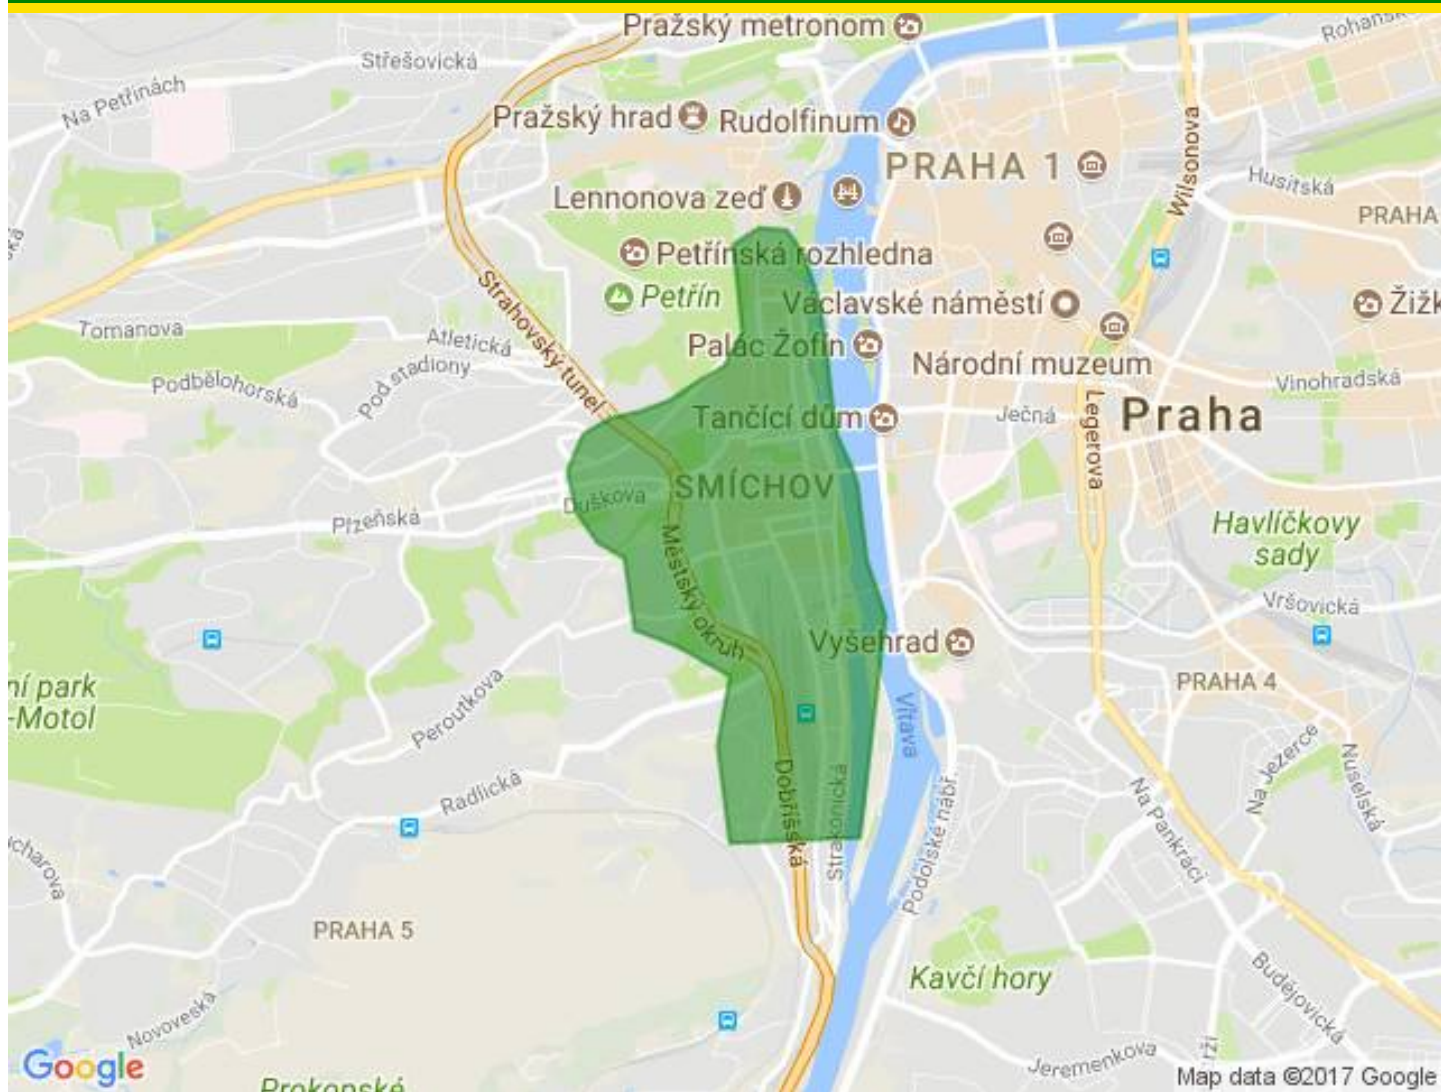 Pražský metronom
Rohansk
Střešovická
Na Petřinách
Pražský hrad
Rudolfinum
PRAHA 1
Wilsonova
Husitská
Lennonova zeď
PRAHA
Petřínská rozhledna
Petřín
Václavské náměstí
Žižk
Strahovský tunel
Tomanova
Atletická
Palác Žofín
Národní muzeum
Podbělohorská
Pod stadiony
Vinohradská
Tančící dům
Ječná
Legerova
Praha
SMÍCHOV
Duškova
Plzeňská
Havlíčkovy
sady
Městský okruh
Vršovická
Vyšehrad
ní park
-Motol
Peroutkova
PRAHA 4
Vltava
Na Jezerce
Nuselská
Radlická
Dobříšská
Strakonická
Podolské nábř.
Na Pankráci
charova
PRAHA 5
Kavčí hory
Budějovická
Novoveská
Jeremenkova
rží
Google
Prokopské
Map data ©2017 Google